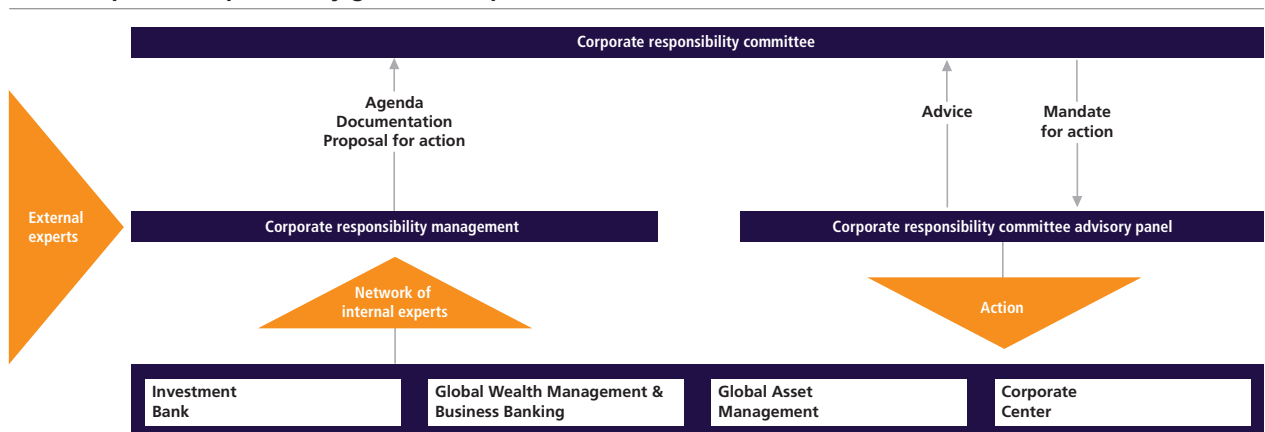 Corporate responsibility committee
Agenda
Documentation
Proposal for action
Advice
Mandate
for action
External
experts
Corporate responsibility management
Corporate responsibility committee advisory panel
Network of
internal experts
Action
Investment
Bank
Global Wealth Management &
Business Banking
Global Asset
Management
Corporate
Center